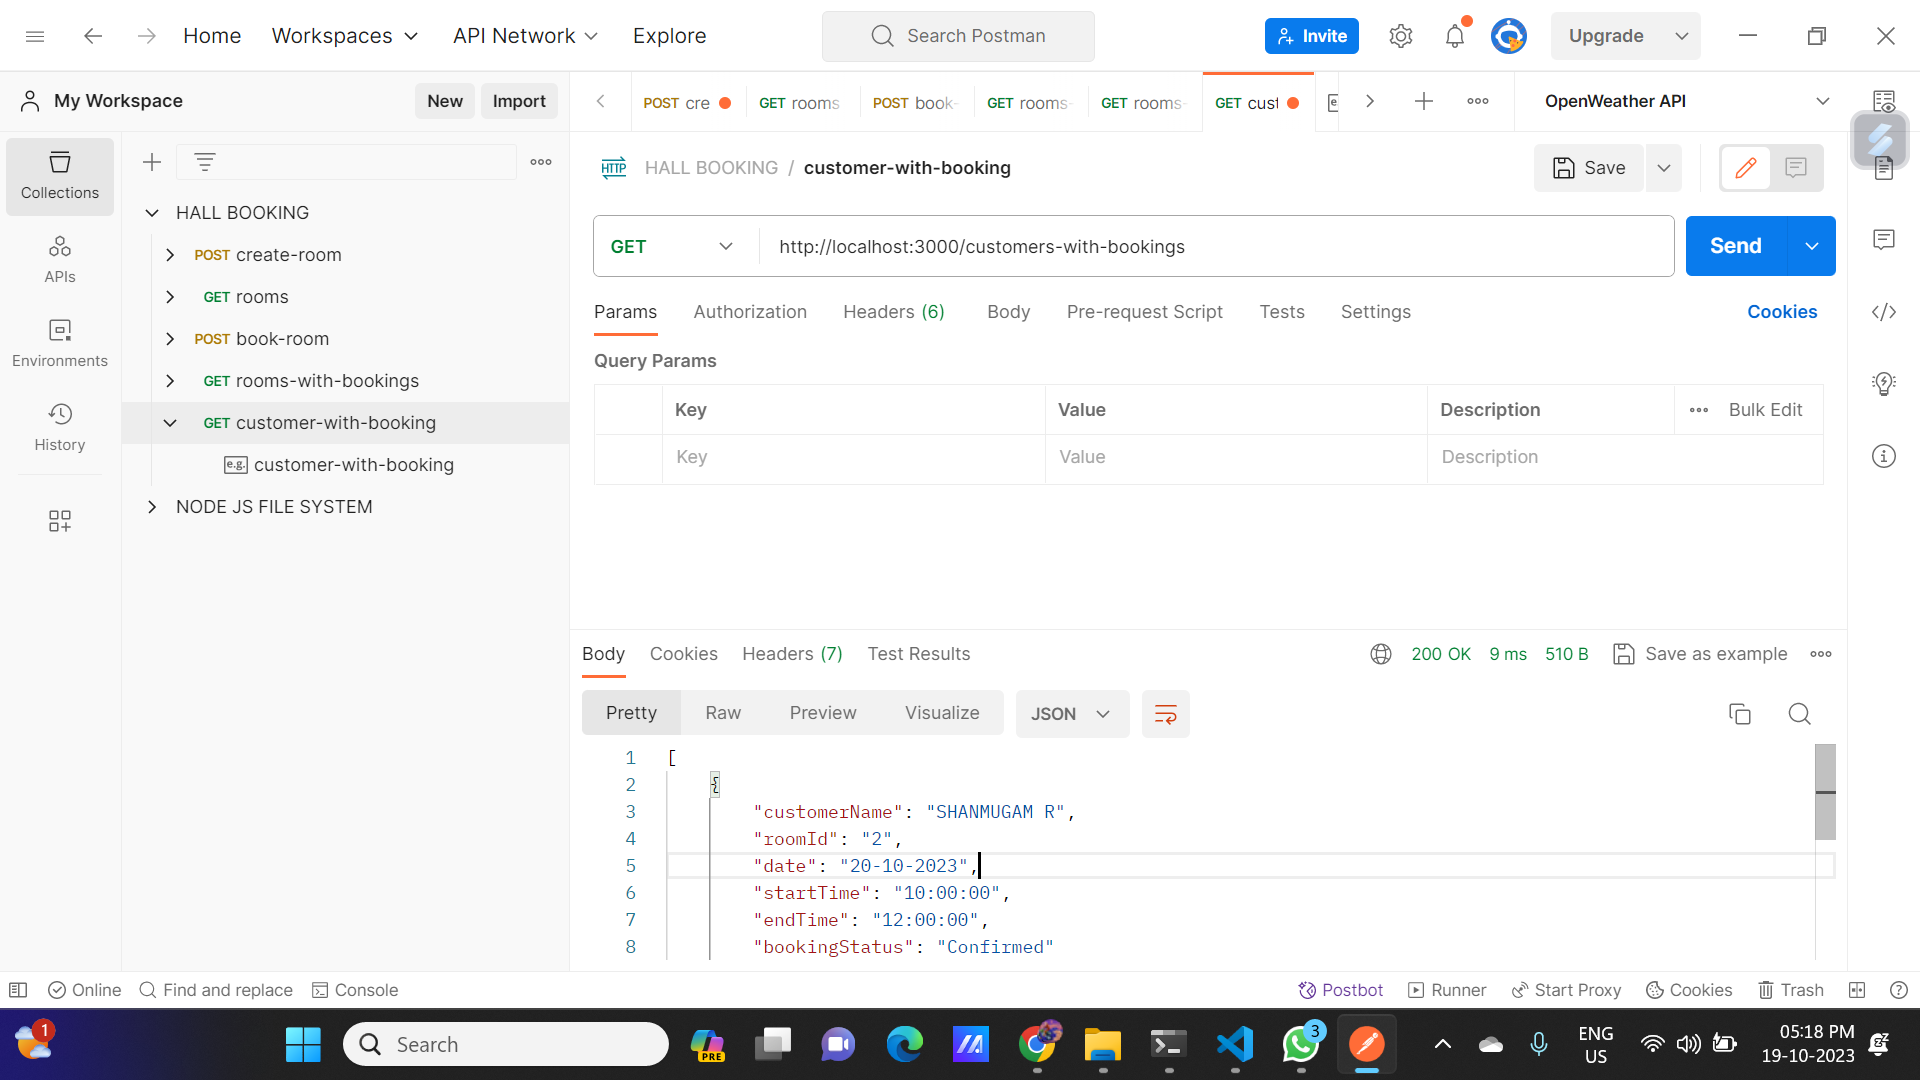 Home Workspaces API Network Explore Search Postman Invite Upgrade
My Workspace New Import
POST cre GET rooms POST book- GET rooms- GET rooms- GET cust OpenWeather API
Collections
APIs
Environments
History
HALL BOOKING
POST create-room
GET rooms
POST book-room
GET rooms-with-bookings
GET customer-with-booking
e.g. customer-with-booking
NODE JS FILE SYSTEM
HTTP HALL BOOKING / customer-with-booking Save
GET http://localhost:3000/customers-with-bookings Send
Params Authorization Headers (6) Body Pre-request Script Tests Settings Cookies
Query Params
Key Value Description Bulk Edit
Key Value Description
Body Cookies Headers (7) Test Results 200 OK 9 ms 510 B Save as example
Pretty Raw Preview Visualize JSON
1 [
2 {
3 "customerName": "SHANMUGAM R",
4 "roomId": "2",
5 "date": "20-10-2023",
6 "startTime": "10:00:00",
7 "endTime": "12:00:00",
8 "bookingStatus": "Confirmed"
Online Find and replace Console Postbot Runner Start Proxy Cookies Trash
1 Search PRE 3 ENG 05:18 PM
US 19-10-2023